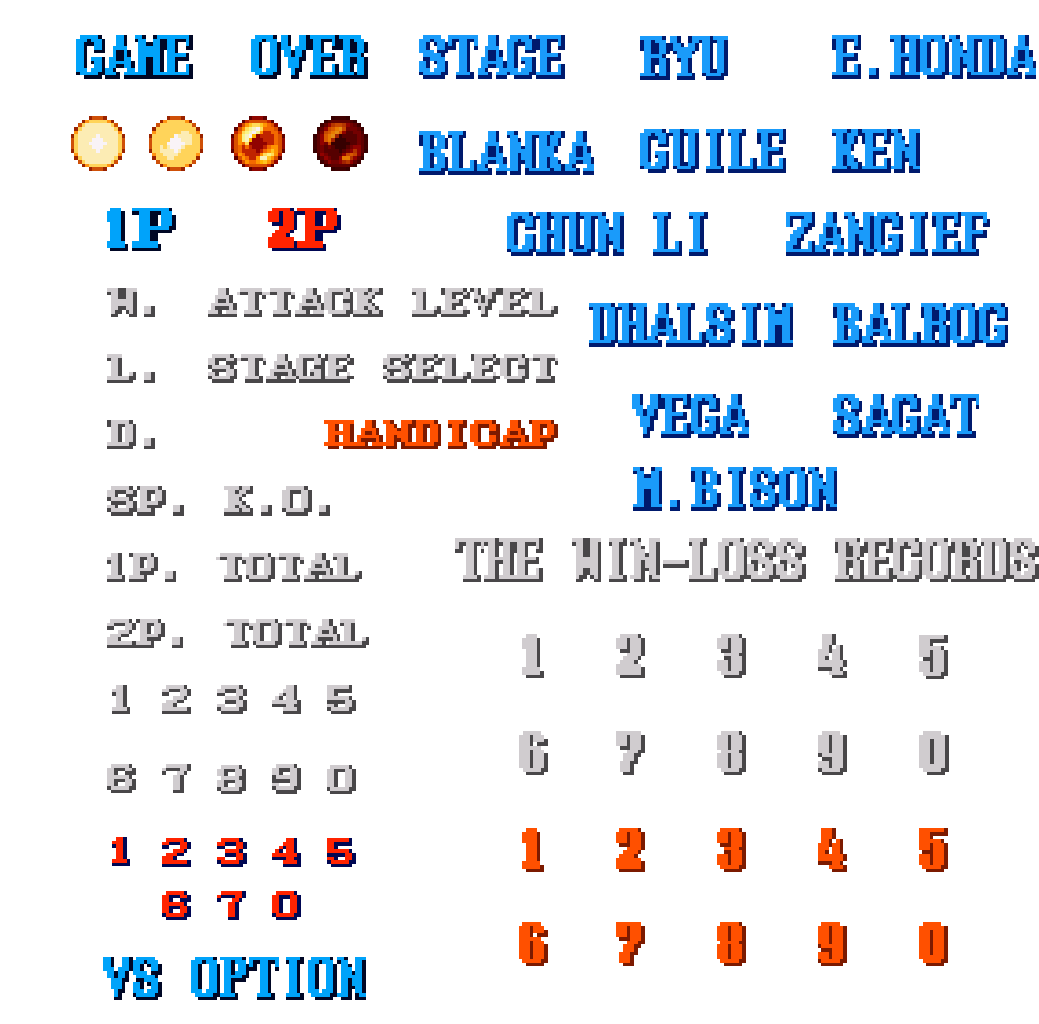 GAME OVER STAGE RYU E.HONDA
BLANKA GUILE KEN
1P 2P CHUN LI ZANGIEF
W. ATTACK LEVEL
DHALSIM BALROG
L. STAGE SELECT
D. HANDICAP
VEGA SAGAT
SP. K.O.
M.BISON
1P. TOTAL
THE WIN-LOSS RECORDS
2P. TOTAL
1 2 3 4 5
1 2 3 4 5
6 7 8 9 0
6 7 8 9 0
1 2 3 4 5
1 2 3 4 5
6 7 0
6 7 8 9 0
VS OPTION